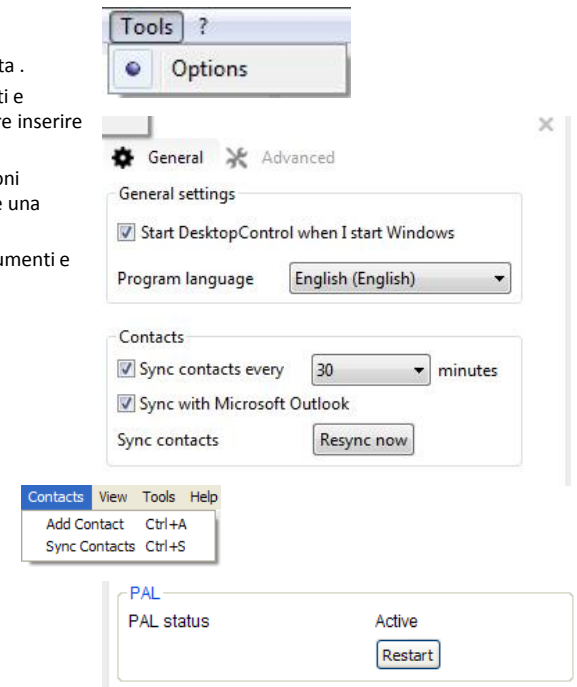 Tools ?
Options
ta .
ti e
re inserire
oni
e una
umenti e
General Advanced
General settings
Start DesktopControl when I start Windows
Program language English (English)
Contacts
Sync contacts every 30 minutes
Sync with Microsoft Outlook
Sync contacts Resync now
Contacts View Tools Help
Add Contact Ctrl+A
Sync Contacts Ctrl+S
PAL
PAL status Active
Restart